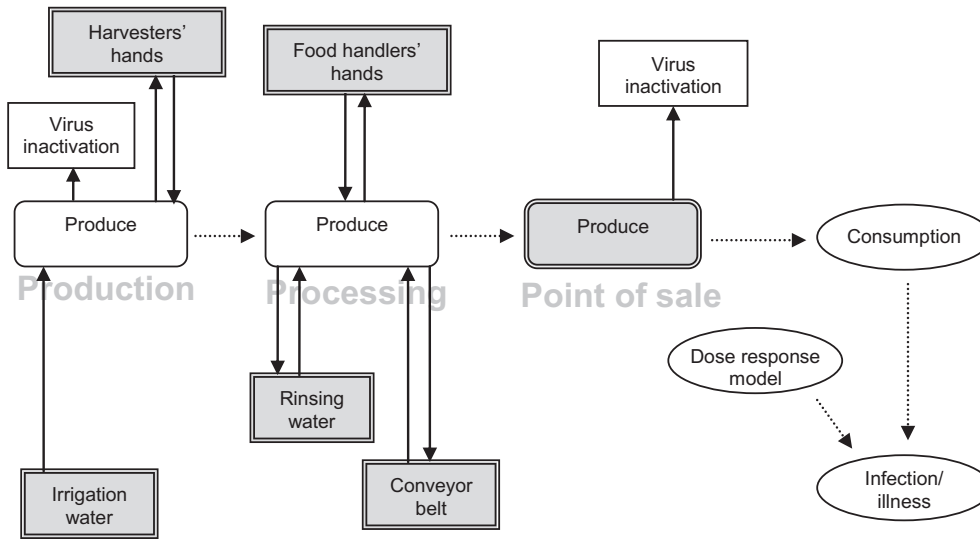 Harvesters’
hands
Food handlers’
hands
Virus
inactivation
Virus
inactivation
Produce
Produce
Produce
Consumption
Production
Processing
Point of sale
Dose response
model
Rinsing
water
Irrigation
water
Conveyor
belt
Infection/
illness